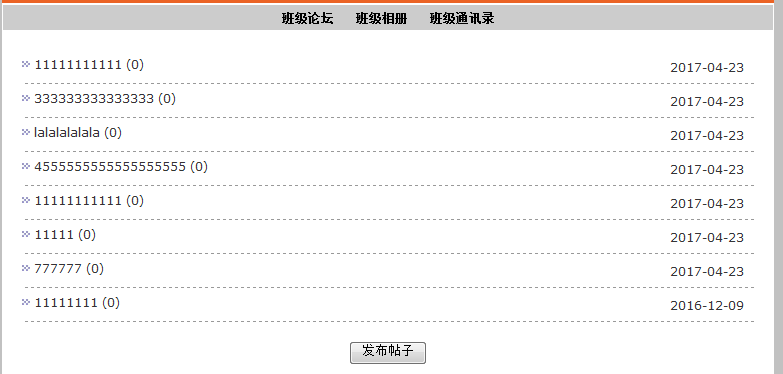 班级论坛 班级相册 班级通讯录
11111111111 (0) 2017-04-23
333333333333333 (0) 2017-04-23
lalalalalala (0) 2017-04-23
4555555555555555555 (0) 2017-04-23
11111111111 (0) 2017-04-23
11111 (0) 2017-04-23
777777 (0) 2017-04-23
11111111 (0) 2016-12-09
发布帖子